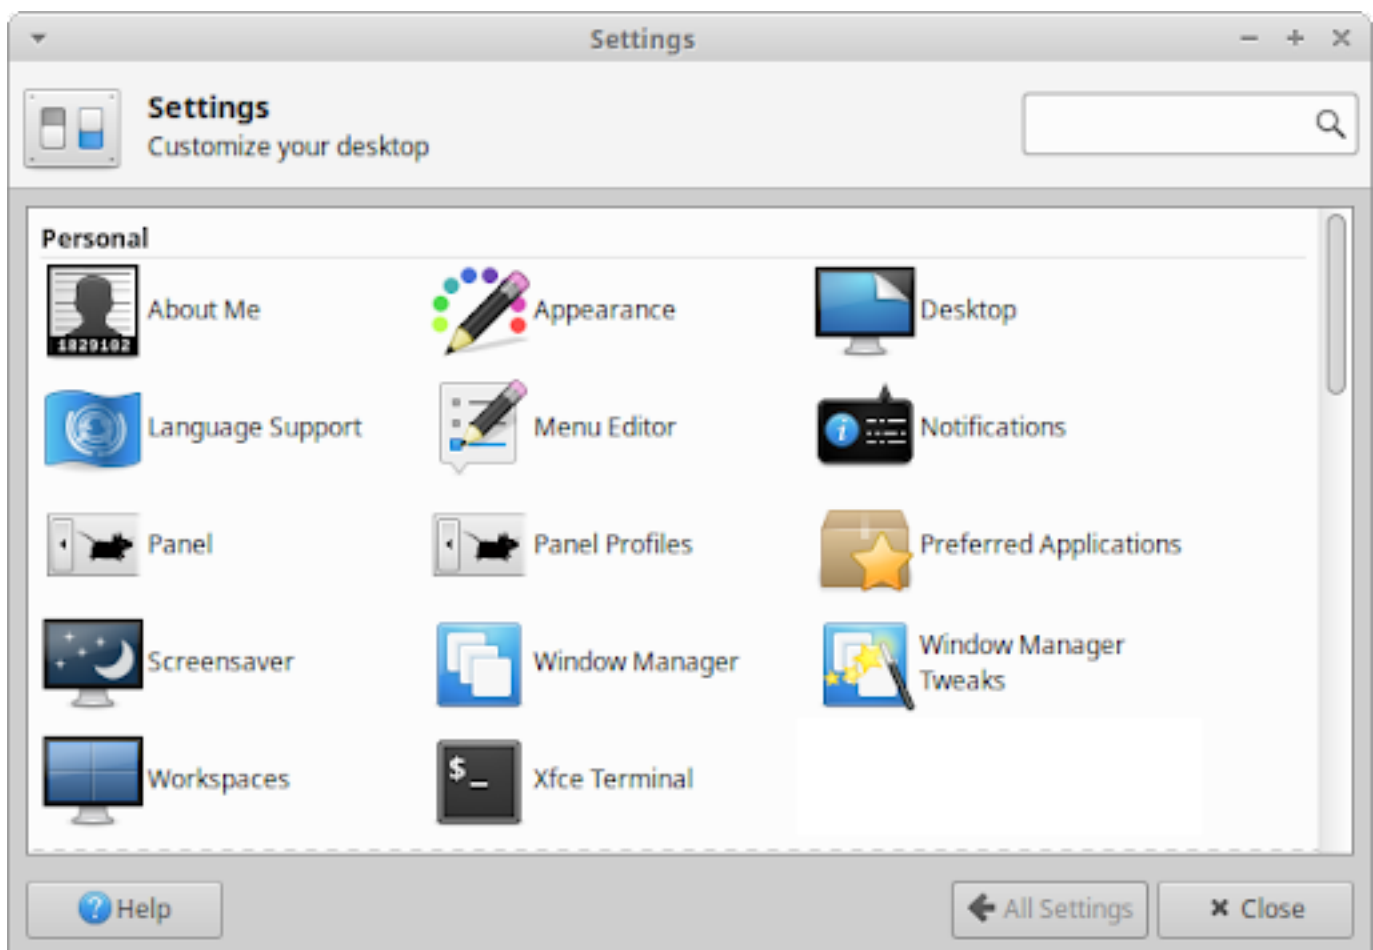 Settings
Settings
Customize your desktop
Personal
About Me
1829102
Appearance
Desktop
Language Support
Menu Editor
Notifications
Panel
Panel Profiles
Preferred Applications
Screensaver
Window Manager
Window Manager
Tweaks
Workspaces
$_
Xfce Terminal
Help
All Settings
Close